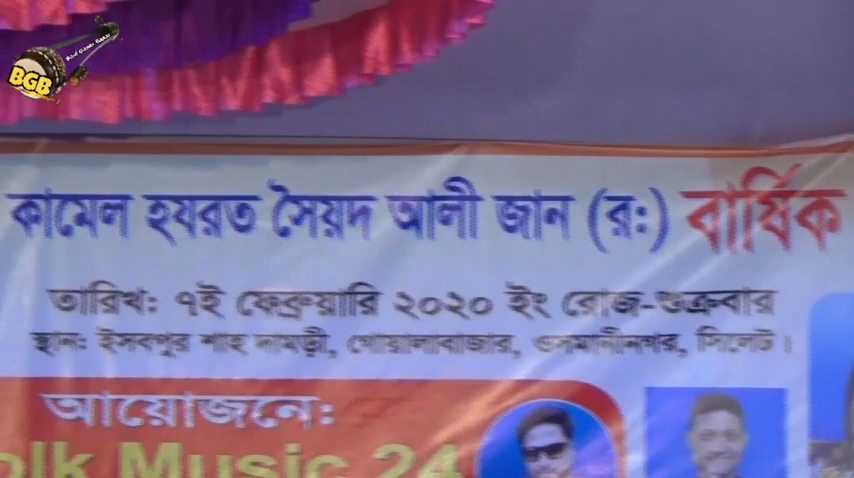 BGB
কামেল হযরত সৈয়দ আলী জান (র:) বার্ষিক
তারিখ: ৭ই ফেব্রুয়ারি ২০২০ ইং রোজ-শুক্রবার
স্থান: ইসবপুর শাহ দামড়ী, গোয়ালাবাজার, ওসমানীনগর, সিলেট।
আয়োজনে:
olk Music 24